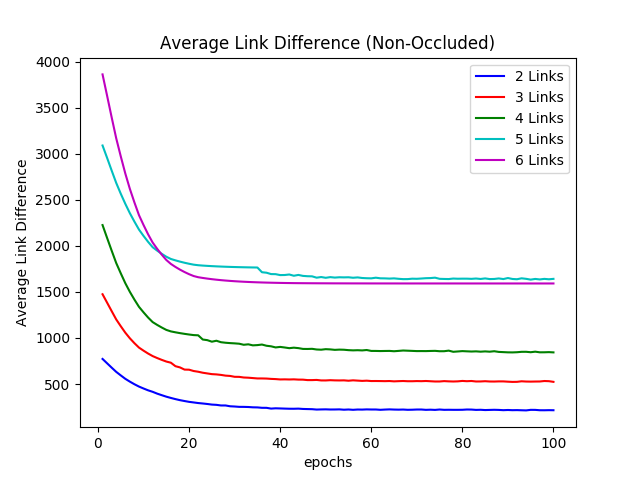 Average Link Difference (Non-Occluded)
4000
3500
3000
2500
2000
1500
1000
500
Average Link Difference
0
20
40
60
80
100
epochs
2 Links
3 Links
4 Links
5 Links
6 Links